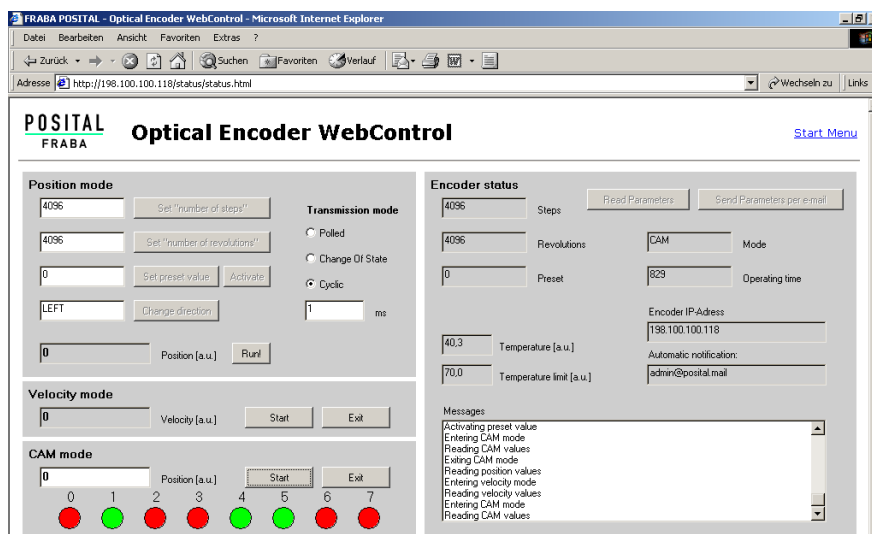 FRABA POSITAL - Optical Encoder WebControl - Microsoft Internet Explorer
Datei Bearbeiten Ansicht Favoriten Extras ?
Zurück Suchen Favoriten Verlauf
Adresse http://198.100.100.118/status/status.html Wechseln zu Links
POSITAL
FRABA
Optical Encoder WebControl
Start Menu
Position mode
4096 Set "number of steps"
4096 Set "number of revolutions"
0 Set preset value Activate
LEFT Change direction
0 Position [a.u.] Run!
Transmission mode
Polled
Change Of State
Cyclic
1 ms
Velocity mode
0 Velocity [a.u.] Start Exit
CAM mode
0 Position [a.u.] Start Exit
0 1 2 3 4 5 6 7
Encoder status
4096 Steps Read Parameters Send Parameters per e-mail
4096 Revolutions CAM Mode
0 Preset 829 Operating time
Encoder IP-Adress
198.100.100.118
40,3 Temperature [a.u.]
Automatic notification:
70,0 Temperature limit [a.u.] admin@posital.mail
Messages
Activating preset value
Entering CAM mode
Reading CAM values
Exiting CAM mode
Reading position values
Entering velocity mode
Reading velocity values
Entering CAM mode
Reading CAM values